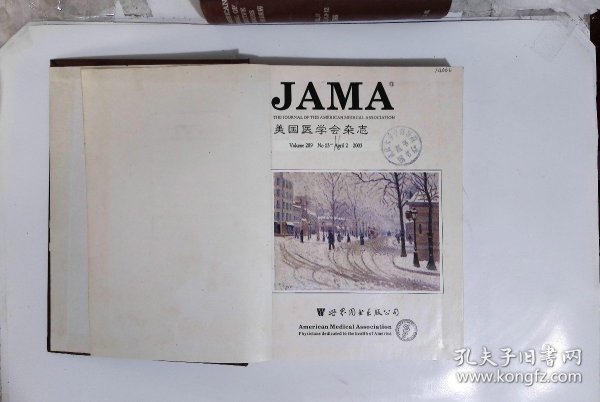 JAMA®
THE JOURNAL OF THE AMERICAN MEDICAL ASSOCIATION
美国医学会杂志
Volume 289 No 13 April 2 2003
世界图书出版公司
American Medical Association
Physicians dedicated to the health of America
孔夫子旧书网
www.kongfz.com